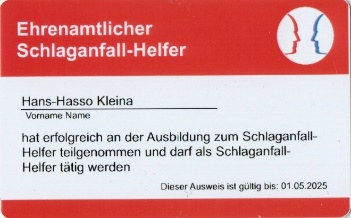 Ehrenamtlicher
Schlaganfall-Helfer
Hans-Hasso Kleina
Vorname Name
hat erfolgreich an der Ausbildung zum Schlaganfall-
Helfer teilgenommen und darf als Schlaganfall-
Helfer tätig werden
Dieser Ausweis ist gültig bis: 01.05.2025